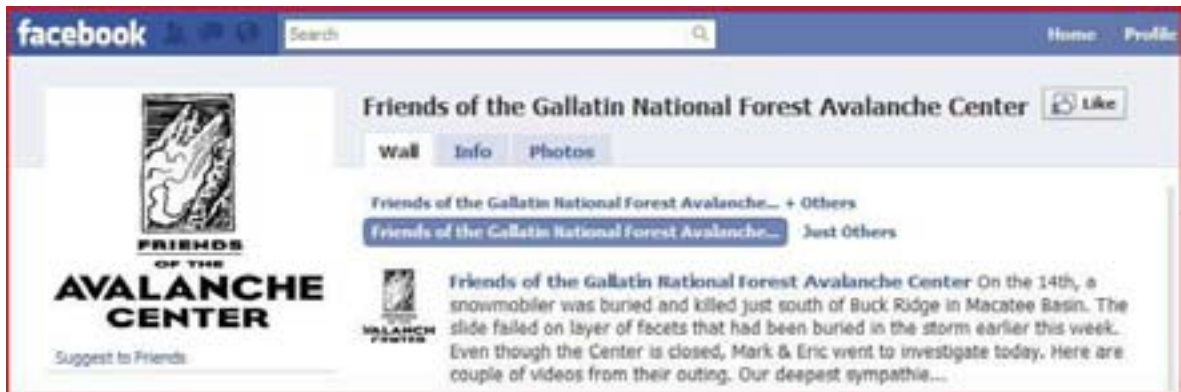 facebook
Search
Home Profile
Friends of the Gallatin National Forest Avalanche Center Like
Wall Info Photos
Friends of the Gallatin National Forest Avalanche... + Others
Friends of the Gallatin National Forest Avalanche... Just Others
FRIENDS
OF THE
AVALANCHE
CENTER
Suggest to Friends
Friends of the Gallatin National Forest Avalanche Center On the 14th, a
snowmobiler was buried and killed just south of Buck Ridge in Macatee Basin. The
slide failed on layer of facets that had been buried in the storm earlier this week.
Even though the Center is closed, Mark & Eric went to investigate today. Here are
couple of videos from their outing. Our deepest sympathie...
VALANCH
CENTER